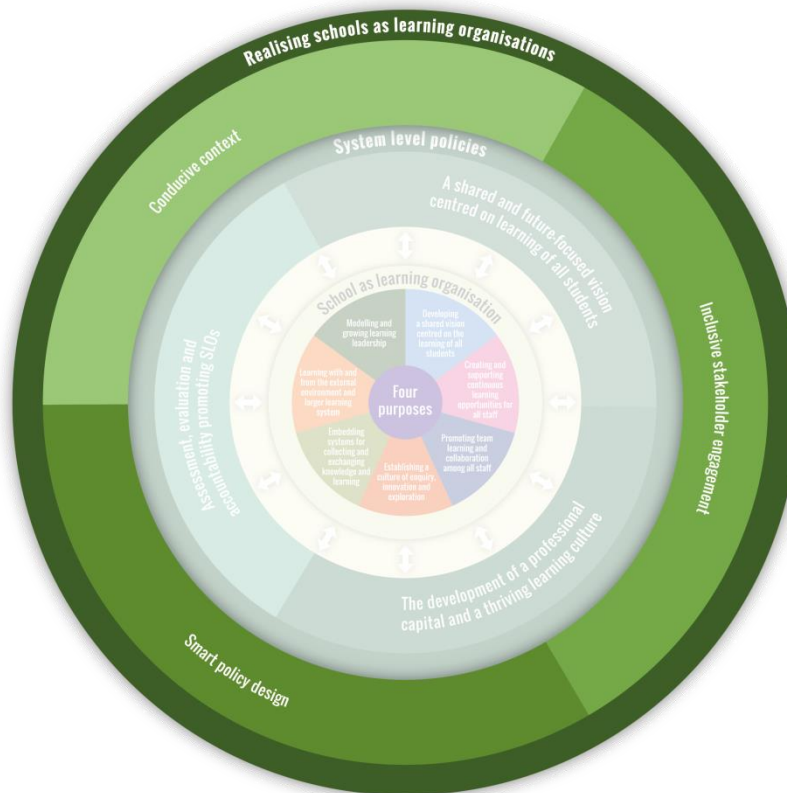 Realising schools as learning organisations
Conducive context
System level policies
A shared and future-focused vision
centred on learning of all students
Inclusive stakeholder engagement
Assessment, evaluation and
accountability promoting SLOs
School as learning organisation
Modelling and
growing learning
leadership
Developing
a shared vision
centred on the
learning of all
students
Learning with and
from the external
environment and
larger learning
system
Four
purposes
Creating and
supporting
continuous
learning
opportunities for
all staff
Embedding
systems for
collecting and
exchanging
knowledge and
learning
Establishing a
culture of enquiry,
innovation and
exploration
Promoting team
learning and
collaboration
among all staff
The development of a professional
capital and a thriving learning culture
Smart policy design